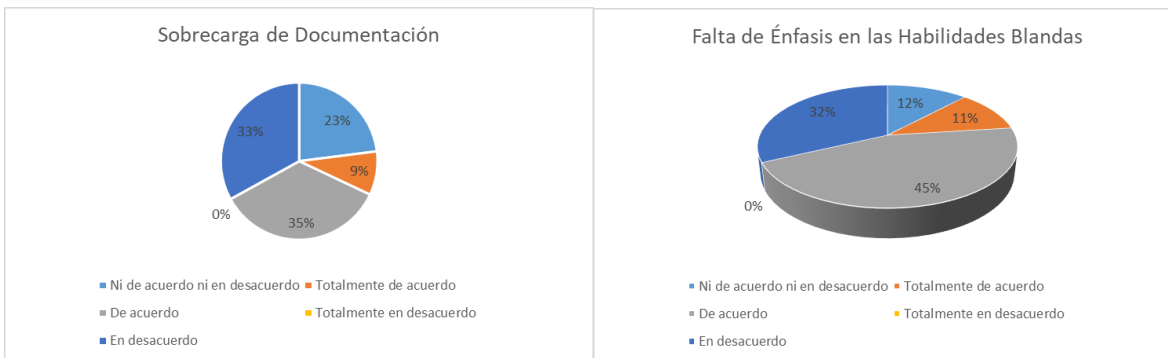 Sobrecarga de Documentación
23%
9%
35%
0%
33%
Ni de acuerdo ni en desacuerdo
Totalmente de acuerdo
De acuerdo
Totalmente en desacuerdo
En desacuerdo
Falta de Énfasis en las Habilidades Blandas
12%
11%
45%
0%
32%
Ni de acuerdo ni en desacuerdo
Totalmente de acuerdo
De acuerdo
Totalmente en desacuerdo
En desacuerdo